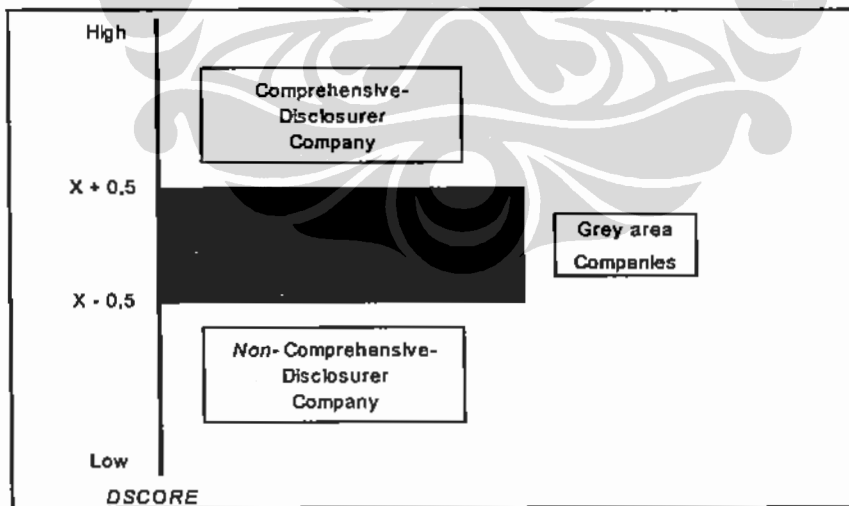 High
Comprehensive-
Disclosurer
Company
X + 0.5
Grey area
Companies
X - 0.5
Non- Comprehensive-
Disclosurer
Company
Low
DSCORE